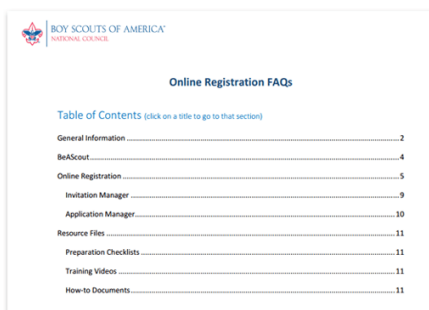 BOY SCOUTS OF AMERICA®
NATIONAL COUNCIL
Online Registration FAQs
Table of Contents (click on a title to go to that section)
General Information ........ 2
BeAScout ........ 4
Online Registration ........ 5
Invitation Manager ........ 9
Application Manager ........ 10
Resource Files ........ 11
Preparation Checklists ........ 11
Training Videos ........ 11
How-to Documents ........ 11